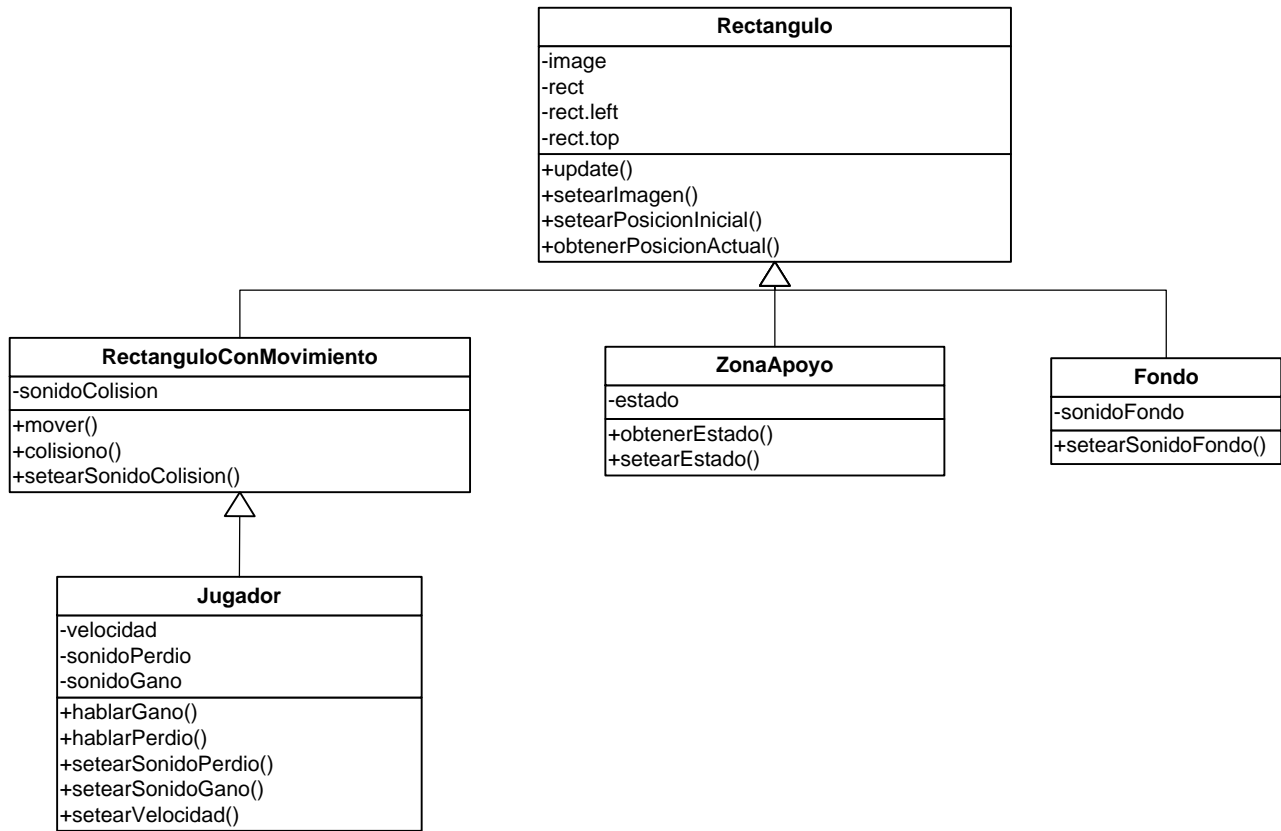 Rectangulo
-image
-rect
-rect.left
-rect.top
+update()
+setearImagen()
+setearPosicionInicial()
+obtenerPosicionActual()
RectanguloConMovimiento
-sonidoColision
+mover()
+colisiono()
+setearSonidoColision()
ZonaApoyo
-estado
+obtenerEstado()
+setearEstado()
Fondo
-sonidoFondo
+setearSonidoFondo()
Jugador
-velocidad
-sonidoPerdio
-sonidoGano
+hablarGano()
+hablarPerdio()
+setearSonidoPerdio()
+setearSonidoGano()
+setearVelocidad()